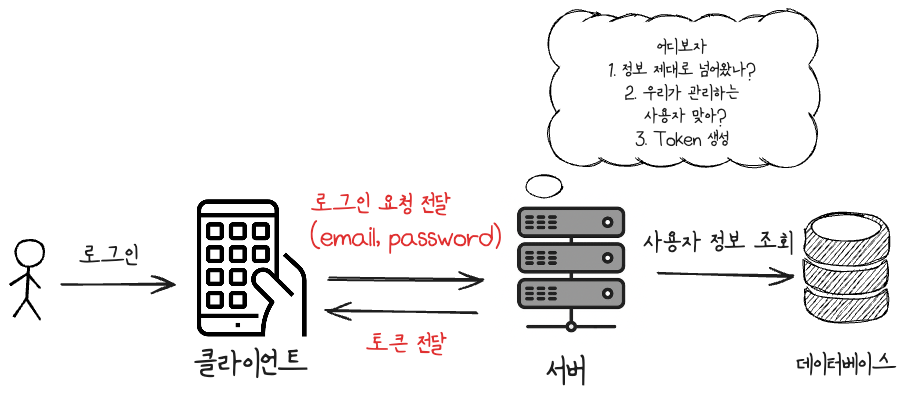 어디보자
1. 정보 제대로 넘어왔나?
2. 우리가 관리하는
사용자 맞아?
3. Token 생성
로그인 요청 전달
(email, password)
로그인
사용자 정보 조회
토큰 전달
클라이언트
서버
데이터베이스